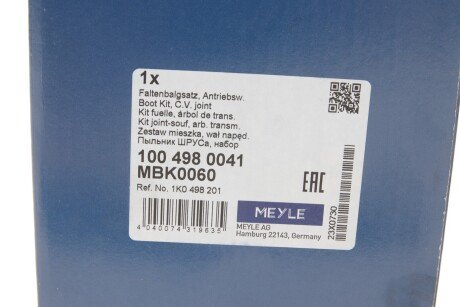 1x
Faltenbalgsatz, Antriebsw.
Boot Kit, C.V. joint
Kit fuelle, árbol de trans.
Kit joint-souf, arb. transm.
Zestaw mieszka, wał napęd.
Пыльник ШРУСа, набор
100 498 0041
MBK0060
Ref. No. 1K0 498 201
EAC
4 040074 319635
MEYLE
MEYLE AG
Hamburg 22143, Germany
23X0730